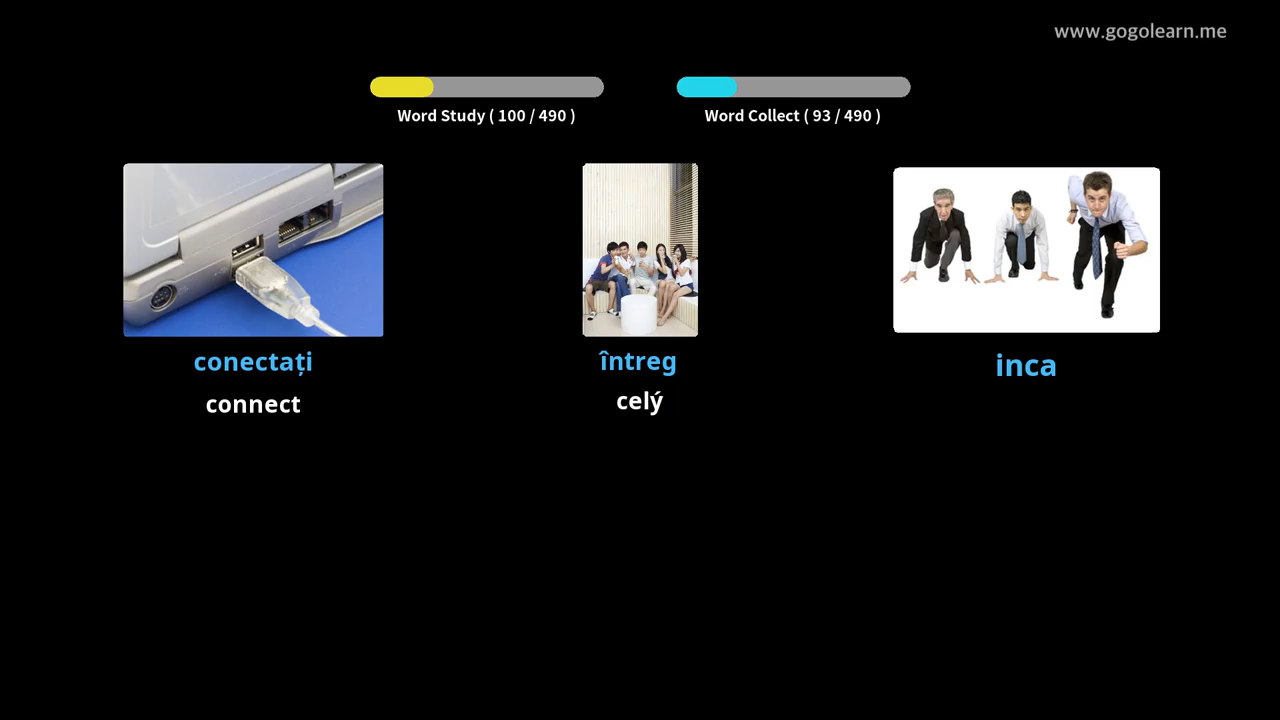 www.gogolearn.me
Word Study ( 100 / 490 )
Word Collect ( 93 / 490 )
conectați
connect
întreg
celý
inca